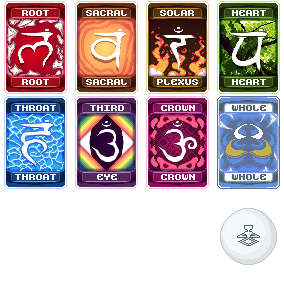 ROOT
लं
ROOT
SACRAL
वं
SACRAL
SOLAR
रं
PLEXUS
HEART
यं
HEART
THROAT
हं
THROAT
THIRD
ॐ
EYE
CROWN
ॐ
CROWN
WHOLE
WHOLE